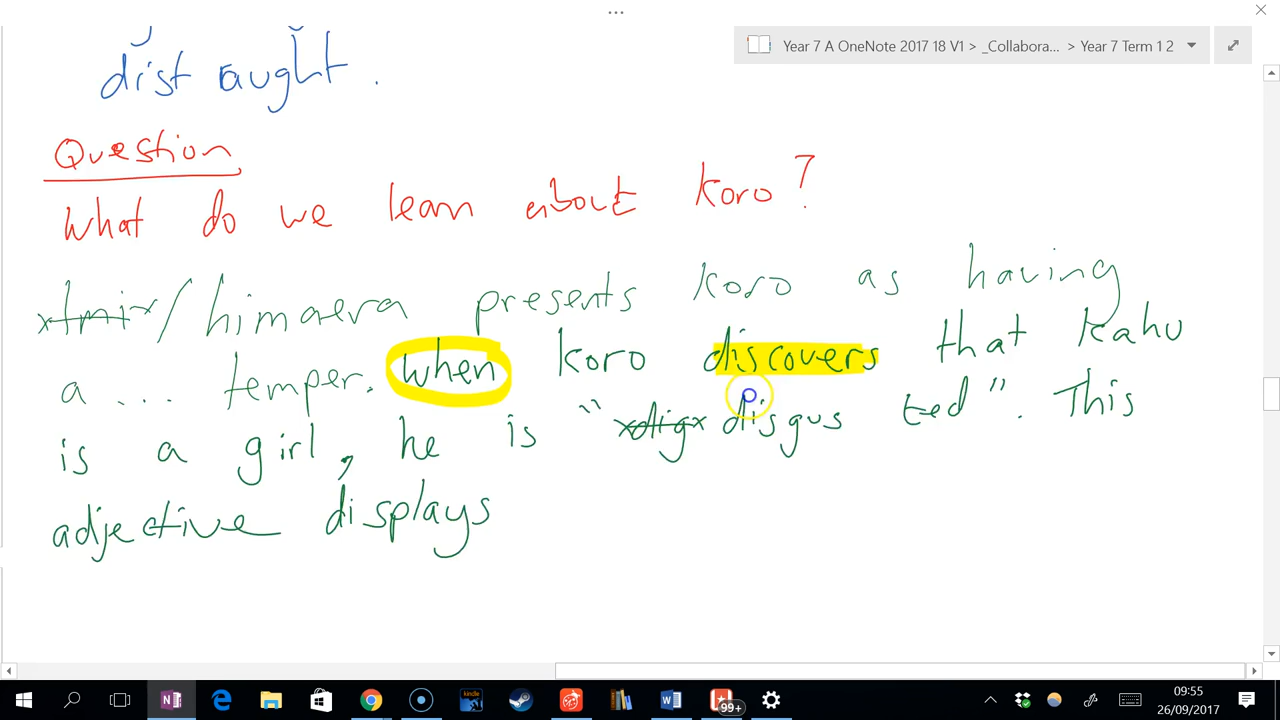 ...
Year 7 A OneNote 2017 18 V1 > _Collabora... > Year 7 Term 1 2
distraught.
Question
What do we learn about Koro?
Ihimaera presents Koro as having
a ... temper. When Koro discovers that Kahu
is a girl, he is " disgusted". This
adjective displays
kindle
99+
09:55
26/09/2017